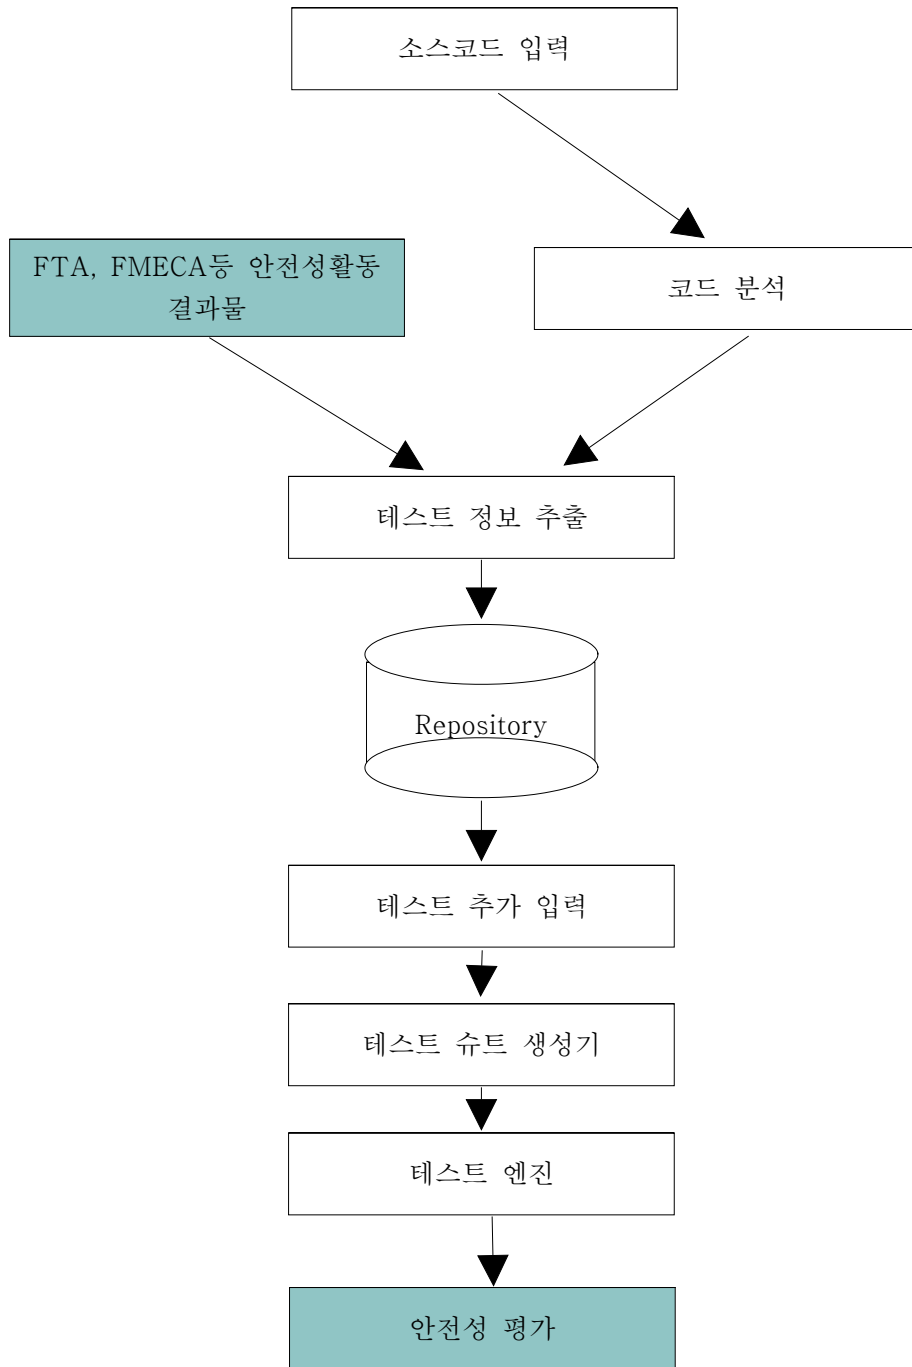 소스코드 입력
FTA, FMECA등 안전성활동
결과물
코드 분석
테스트 정보 추출
Repository
테스트 추가 입력
테스트 슈트 생성기
테스트 엔진
안전성 평가